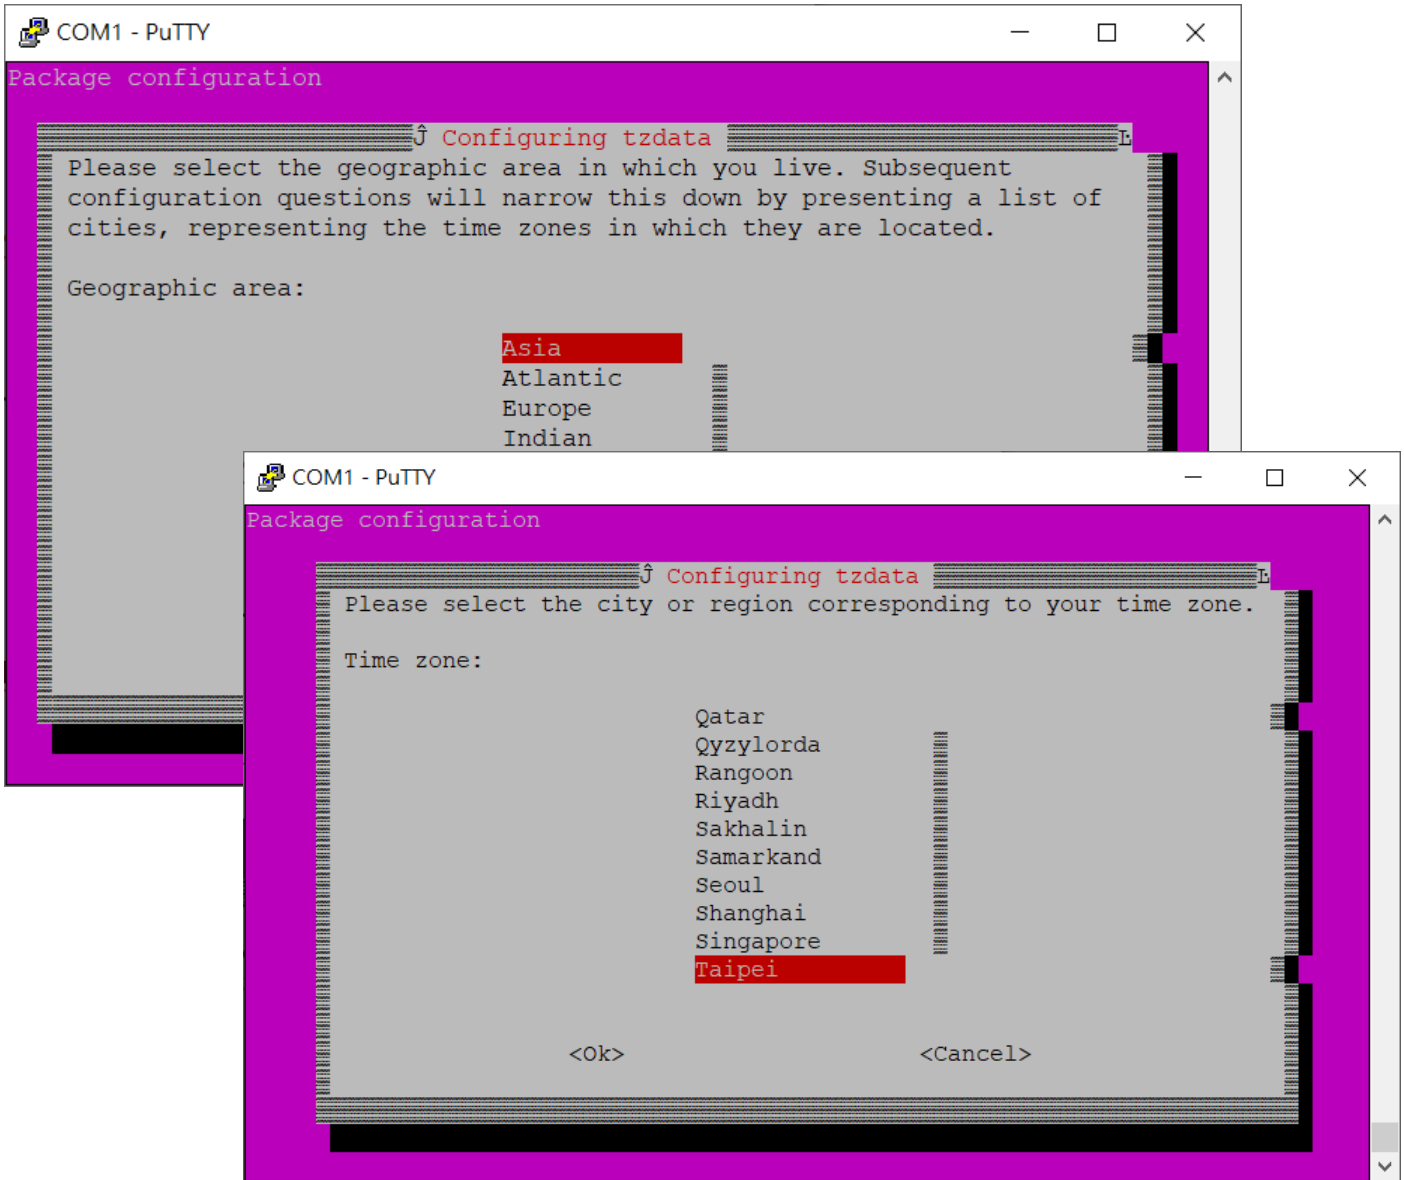 COM1 - PuTTY
Package configuration
Ĵ Configuring tzdata Ŀ
Please select the geographic area in which you live. Subsequent
configuration questions will narrow this down by presenting a list of
cities, representing the time zones in which they are located.
Geographic area:
Asia
Atlantic
Europe
Indian
COM1 - PuTTY
Package configuration
Ĵ Configuring tzdata Ŀ
Please select the city or region corresponding to your time zone.
Time zone:
Qatar
Qyzylorda
Rangoon
Riyadh
Sakhalin
Samarkand
Seoul
Shanghai
Singapore
Taipei
<Ok> <Cancel>